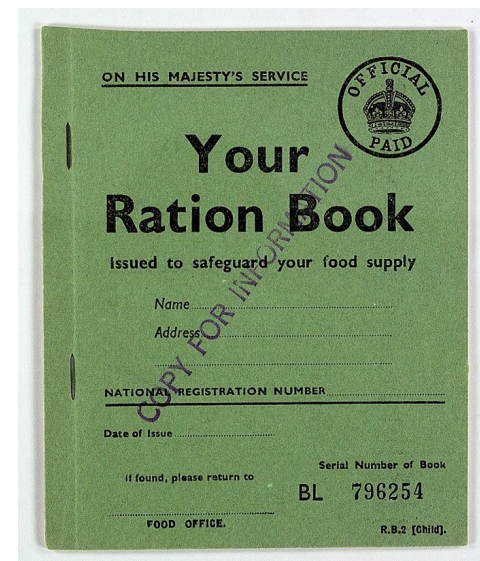 ON HIS MAJESTY'S SERVICE
OFFICIAL
PAID
Your
Ration Book
Issued to safeguard your food supply
Name
Address
COPY FOR INFORMATION
NATIONAL REGISTRATION NUMBER
Date of Issue
Serial Number of Book
If found, please return to
BL 796254
FOOD OFFICE.
R.B.2 [Child].